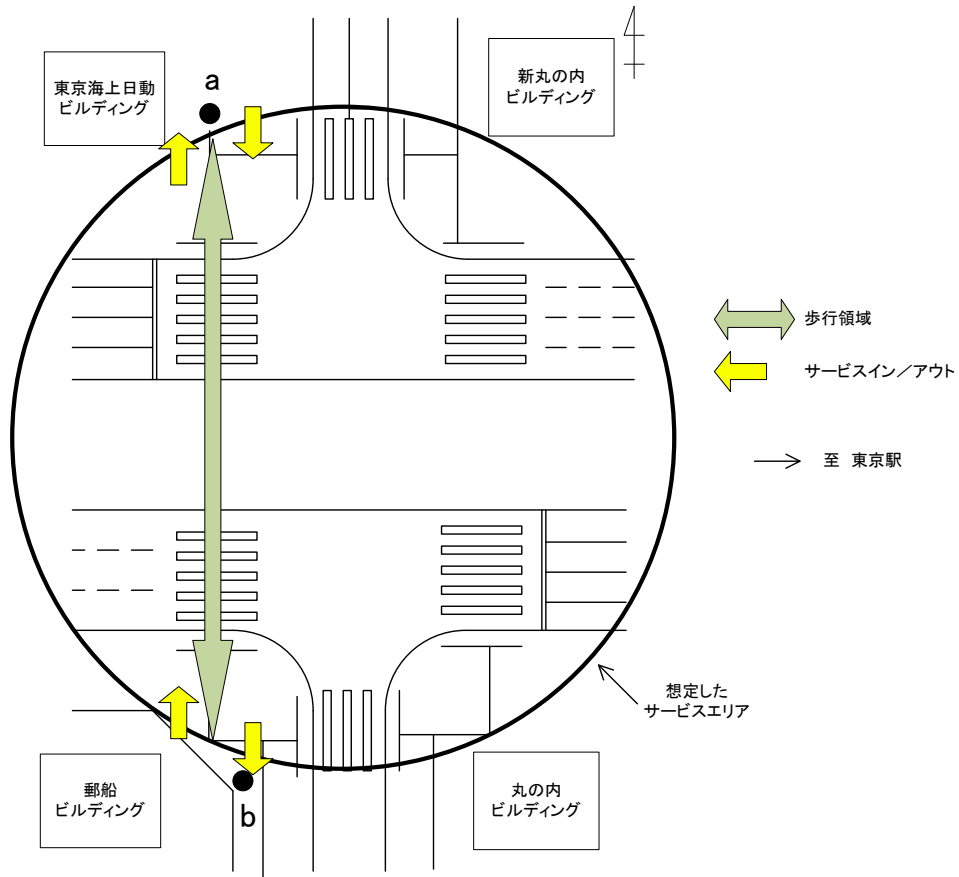 東京海上日動
ビルディング
a
新丸の内
ビルディング
歩行領域
サービスイン／アウト
至 東京駅
想定した
サービスエリア
郵船
ビルディング
b
丸の内
ビルディング